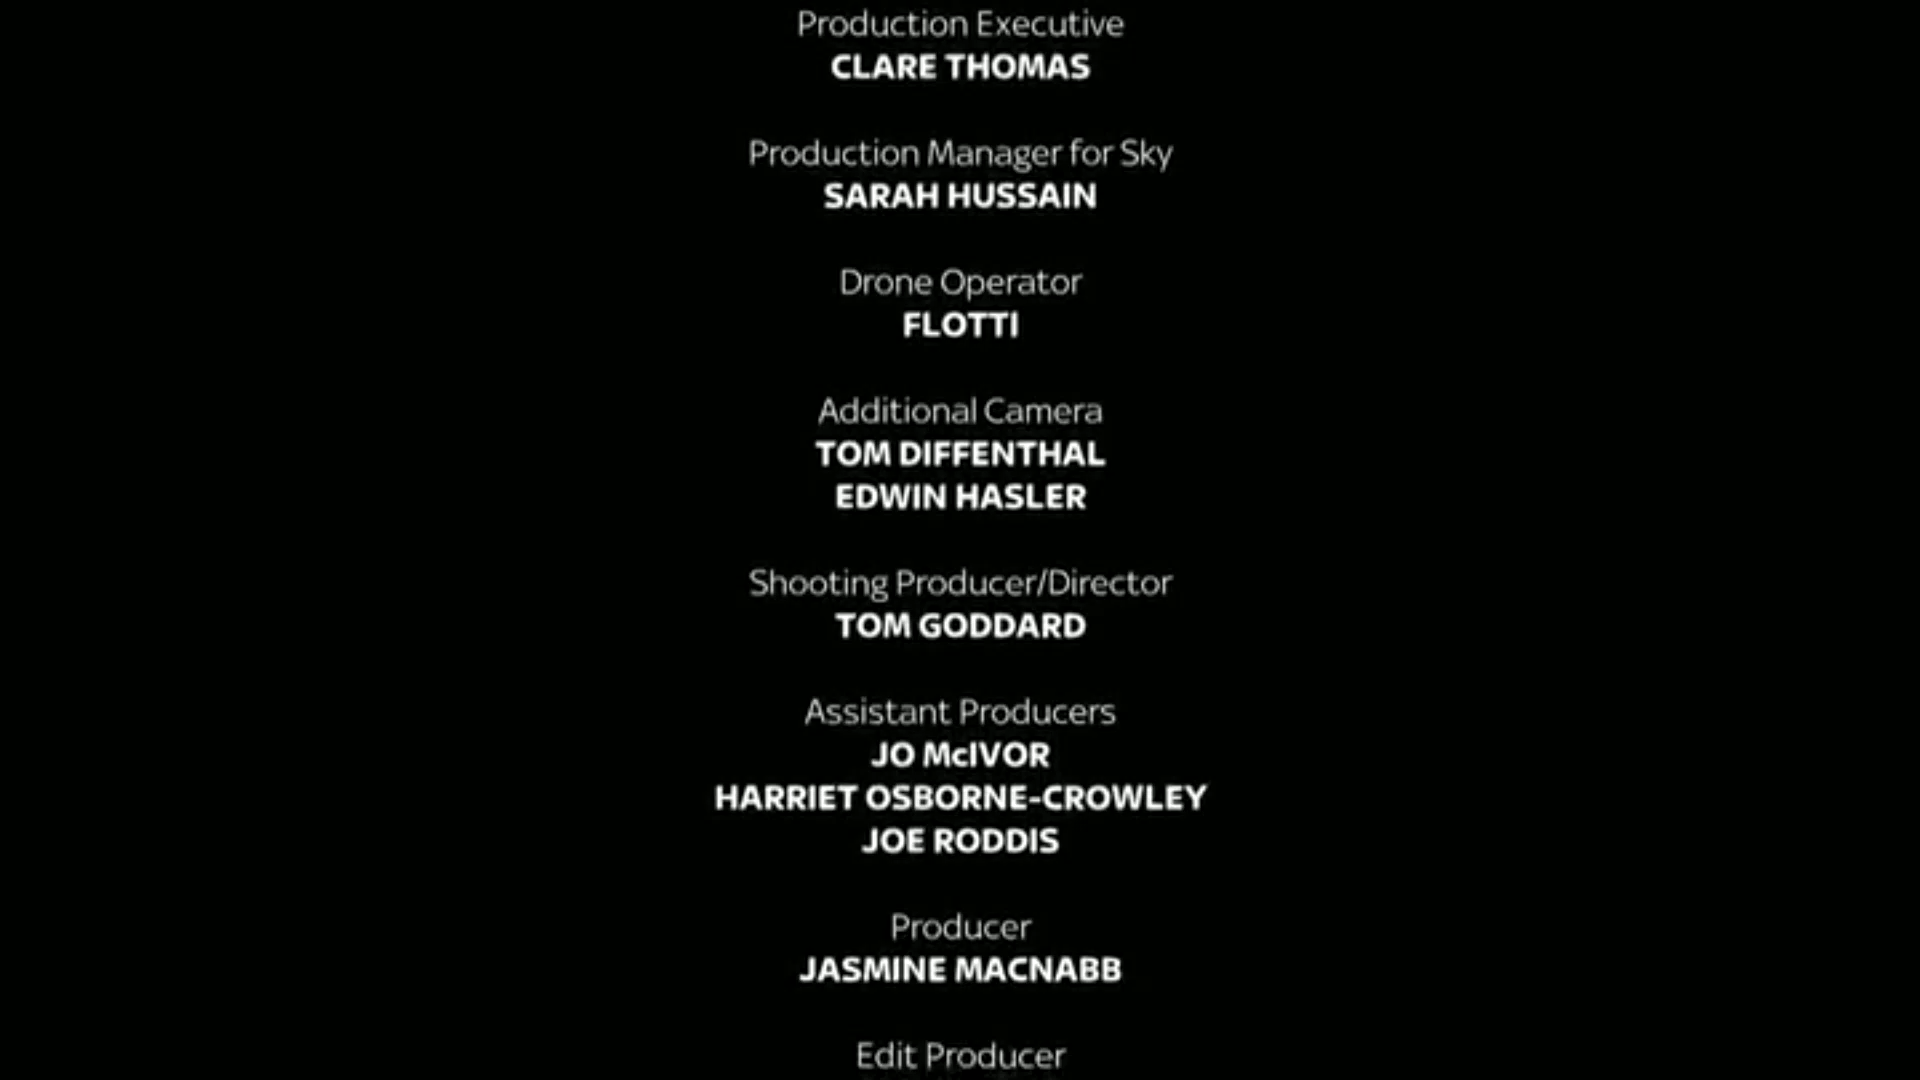 Production Executive
CLARE THOMAS
Production Manager for Sky
SARAH HUSSAIN
Drone Operator
FLOTTI
Additional Camera
TOM DIFFENTHAL
EDWIN HASLER
Shooting Producer/Director
TOM GODDARD
Assistant Producers
JO McIVOR
HARRIET OSBORNE-CROWLEY
JOE RODDIS
Producer
JASMINE MACNABB
Edit Producer